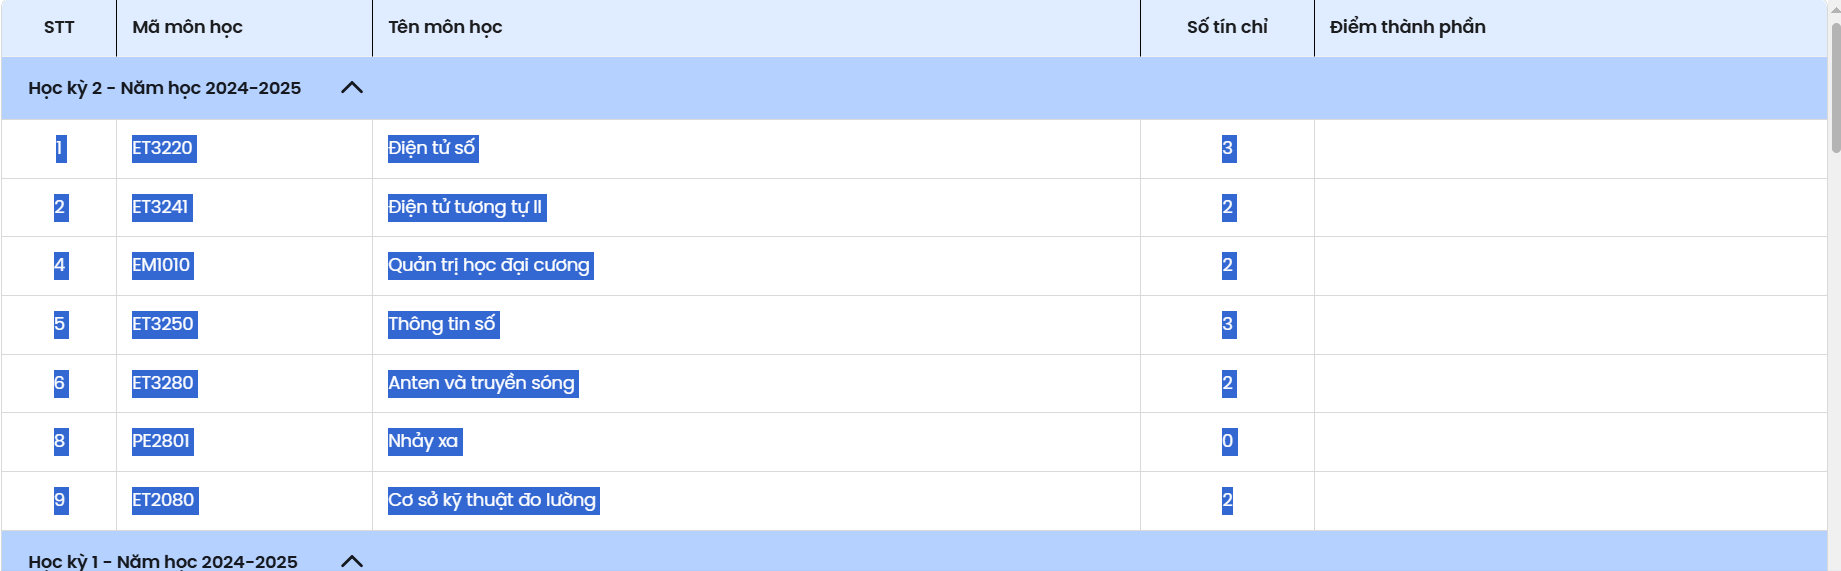 STT Mã môn học Tên môn học Số tín chỉ Điểm thành phần
Học kỳ 2 - Năm học 2024-2025
1 ET3220 Điện tử số 3
2 ET3241 Điện tử tương tự II 2
4 EM1010 Quản trị học đại cương 2
5 ET3250 Thông tin số 3
6 ET3280 Anten và truyền sóng 2
8 PE2801 Nhảy xa 0
9 ET2080 Cơ sở kỹ thuật đo lường 2
Học kỳ 1 - Năm học 2024-2025